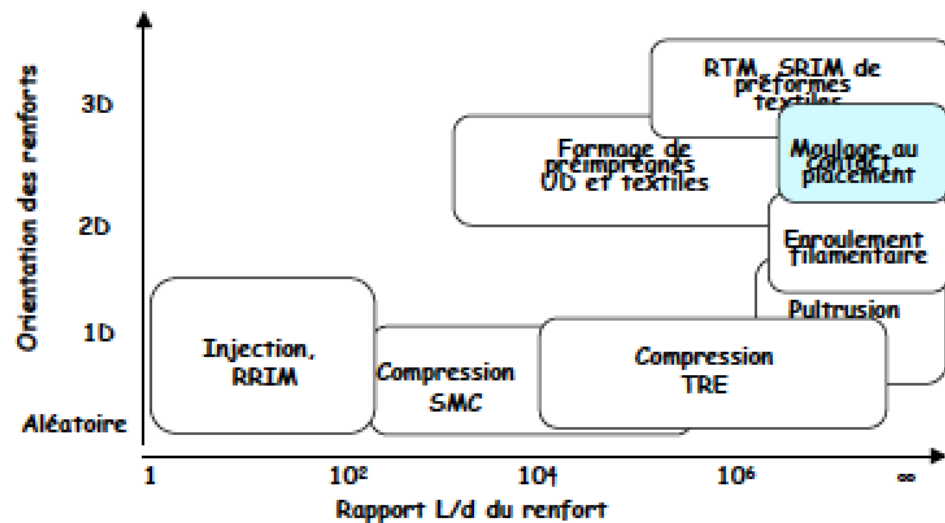 Orientation des renforts
3D
2D
1D
Aléatoire
RTM, SRIM de
préformes
textiles
Formage de
préimprégnés
UD et textiles
Moulage au
contact
placement
Enroulement
filamentaire
Pultrusion
Injection,
RRIM
Compression
SMC
Compression
TRE
1
10²
10⁴
10⁶
∞
Rapport L/d du renfort